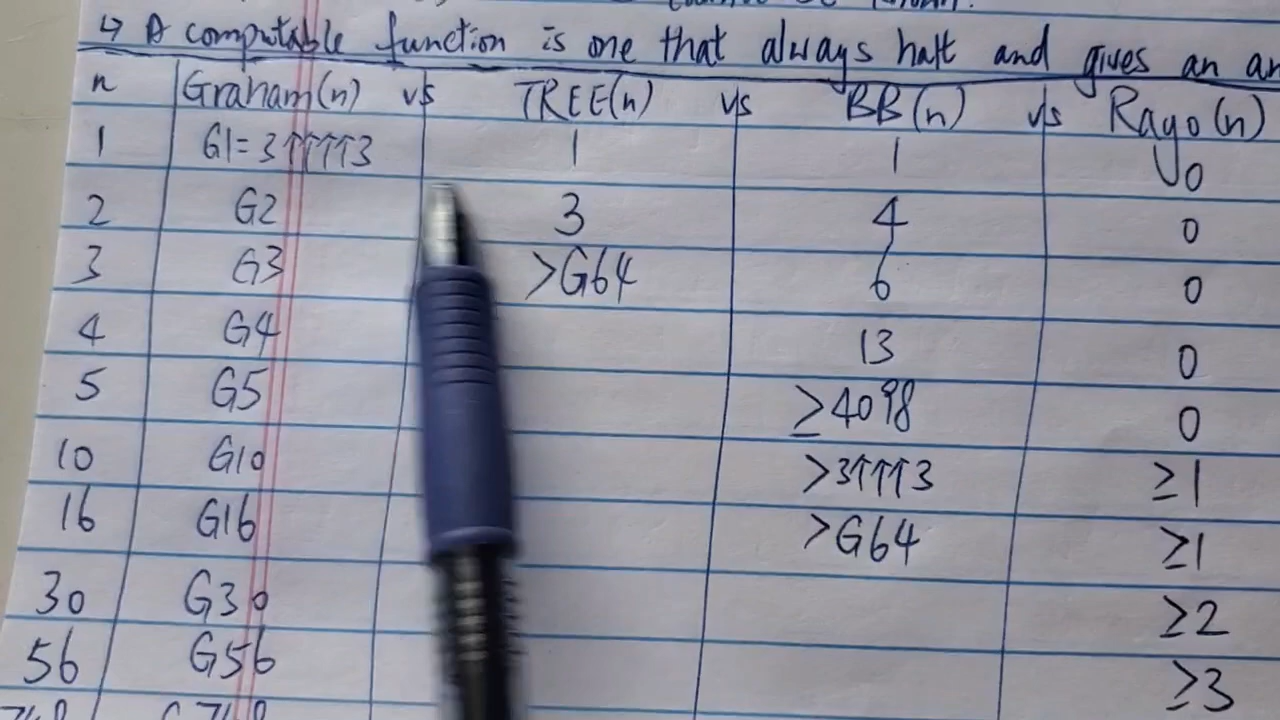 ↳ A computable function is one that always halt and gives an an
n Graham(n) vs TREE(n) vs BB(n) vs Rayo(n)
1 G1=3↑↑↑↑3 1 1 0
2 G2 3 4 0
3 G3 >G64 6 0
4 G4 13 0
5 G5 ≥4098 0
10 G10 >3↑↑↑3 ≥1
16 G16 >G64 ≥1
30 G30 ≥2
56 G56 ≥3